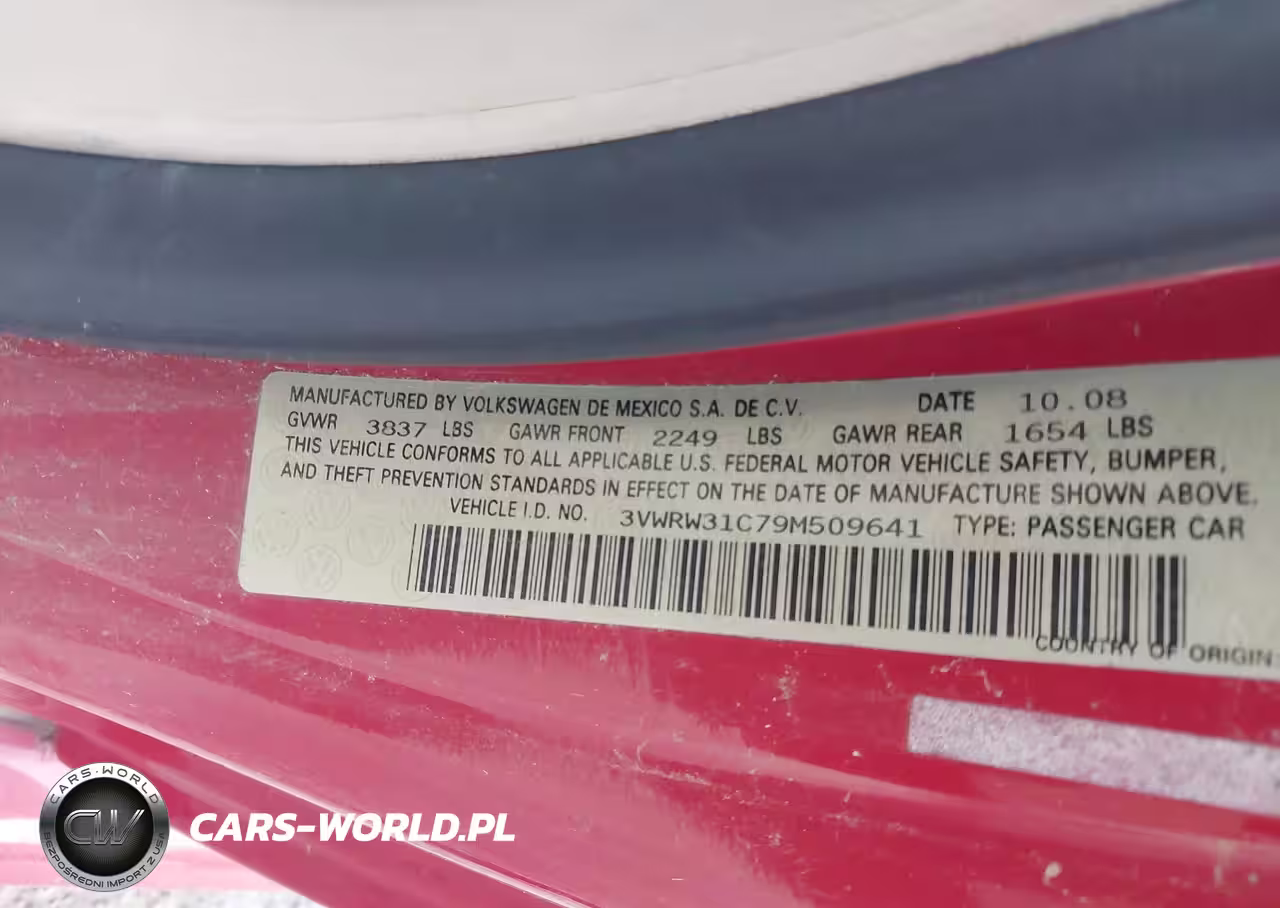 MANUFACTURED BY VOLKSWAGEN DE MEXICO S.A. DE C.V. DATE 10.08
GVWR 3837 LBS GAWR FRONT 2249 LBS GAWR REAR 1654 LBS
THIS VEHICLE CONFORMS TO ALL APPLICABLE U.S. FEDERAL MOTOR VEHICLE SAFETY, BUMPER,
AND THEFT PREVENTION STANDARDS IN EFFECT ON THE DATE OF MANUFACTURE SHOWN ABOVE.
VEHICLE I.D. NO. 3VWRW31C79M509641 TYPE: PASSENGER CAR
COUNTRY OF ORIGIN:
CARS-WORLD
CW
BEZPOŚREDNI IMPORT Z USA
CARS-WORLD.PL